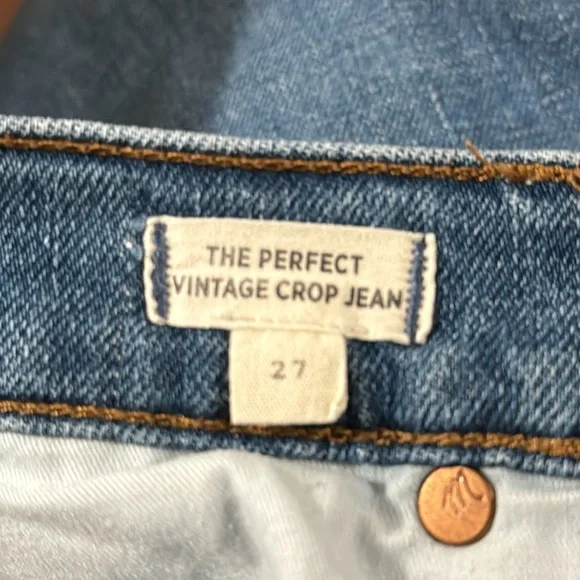 THE PERFECT
VINTAGE CROP JEAN
27
m